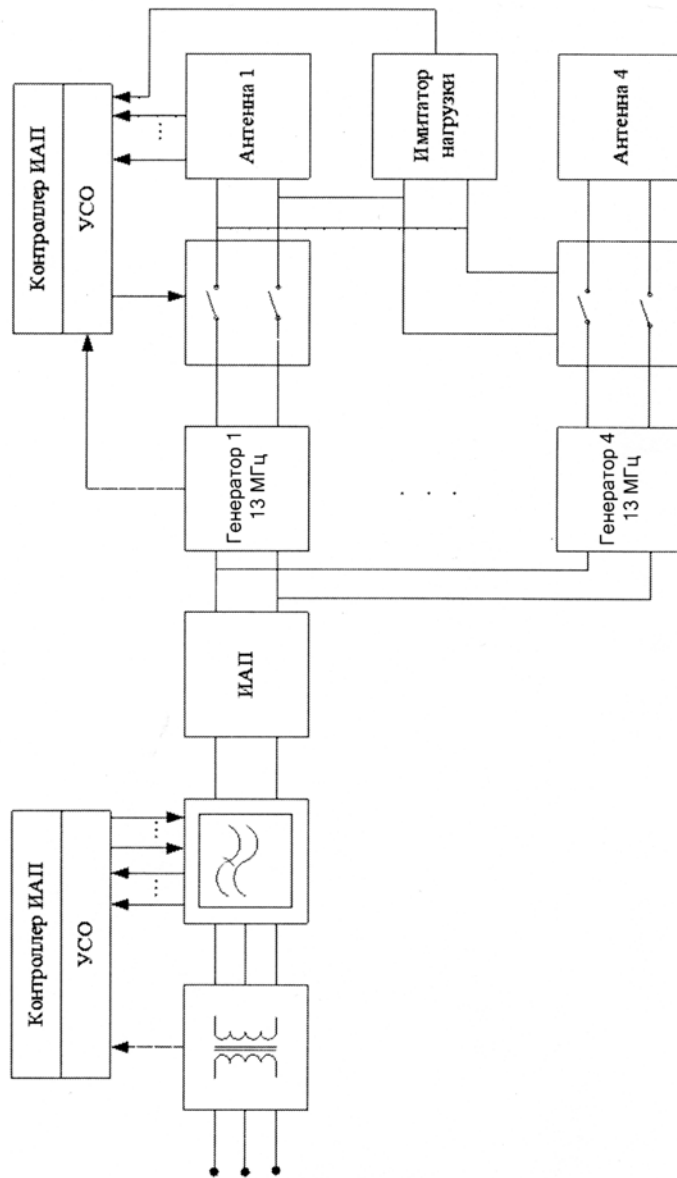 Контроллер ИАП
УСО
Контроллер ИАП
УСО
ИАП
Генератор 1
13 МГц
Антенна 1
Имитатор
нагрузки
Генератор 4
13 МГц
Антенна 4